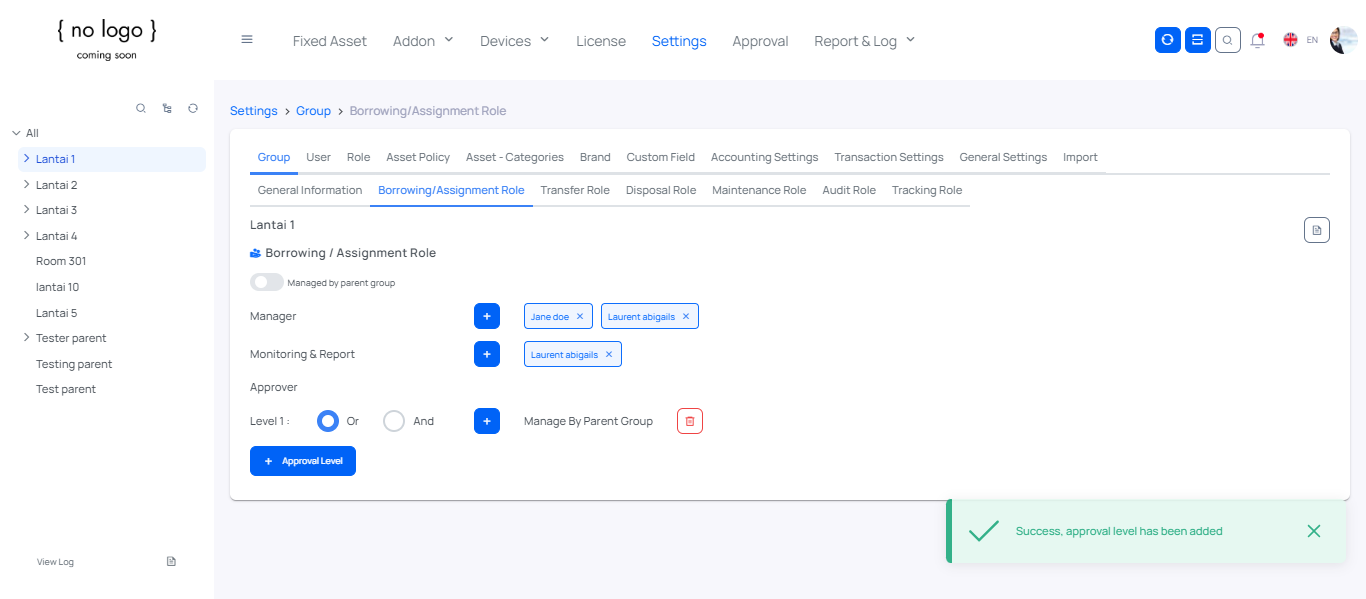 { no logo }
coming soon
Fixed Asset Addon Devices License Settings Approval Report & Log EN
All
Lantai 1
Lantai 2
Lantai 3
Lantai 4
Room 301
lantai 10
Lantai 5
Tester parent
Testing parent
Test parent
View Log
Settings > Group > Borrowing/Assignment Role
Group User Role Asset Policy Asset - Categories Brand Custom Field Accounting Settings Transaction Settings General Settings Import
General Information Borrowing/Assignment Role Transfer Role Disposal Role Maintenance Role Audit Role Tracking Role
Lantai 1
Borrowing / Assignment Role
Managed by parent group
Manager + Jane doe × Laurent abigails ×
Monitoring & Report + Laurent abigails ×
Approver
Level 1 : Or And + Manage By Parent Group
+ Approval Level
Success, approval level has been added